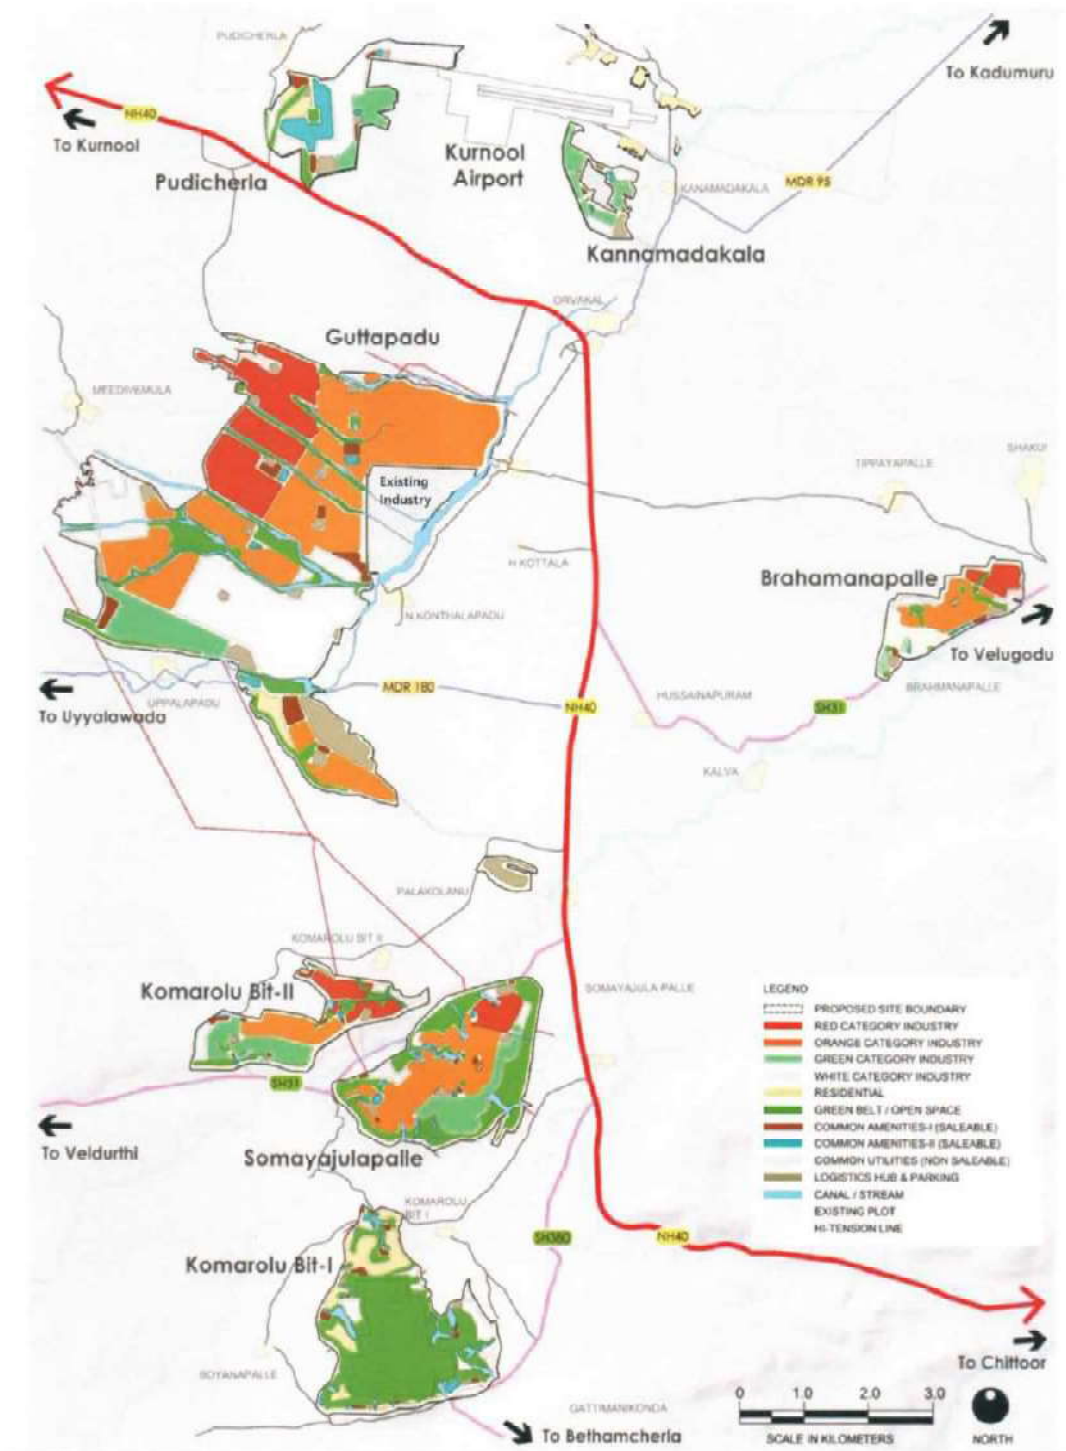 PUDICHERLA
To Kadumuru
NH40
To Kurnool
Kurnool
Airport
Pudicherla
KANAMADAKALA
MDR 95
Kannamadakala
ORVAKAL
Guttapadu
MEEDIVEMULA
Existing
Industry
TIPPAYAPALLE
SHAKU
H KOTTALA
Brahamanapalle
N.KONTHALAPADU
To Velugodu
BRAHMANAPALLE
To Uyyalawada
UPPALAPADU
MDR 180
NH40
HUSSAINAPURAM
SH51
KALVA
PALAKOLANU
KOMAROLU BIT II
Komarolu Bit-II
SOMAYAJULA PALLE
LEGEND
PROPOSED SITE BOUNDARY
RED CATEGORY INDUSTRY
ORANGE CATEGORY INDUSTRY
GREEN CATEGORY INDUSTRY
WHITE CATEGORY INDUSTRY
RESIDENTIAL
GREEN BELT / OPEN SPACE
COMMON AMENITIES-I (SALEABLE)
COMMON AMENITIES-II (SALEABLE)
COMMON UTILITIES (NON SALEABLE)
LOGISTICS HUB & PARKING
CANAL / STREAM
EXISTING PLOT
HI-TENSION LINE
SH51
To Veldurthi
Somayajulapalle
KOMAROLU
BIT I
SH360
NH40
Komarolu Bit-I
To Chittoor
BOYANAPALLE
GATTIMANIKONDA
To Bethamcherla
0 1.0 2.0 3.0
SCALE IN KILOMETERS
NORTH